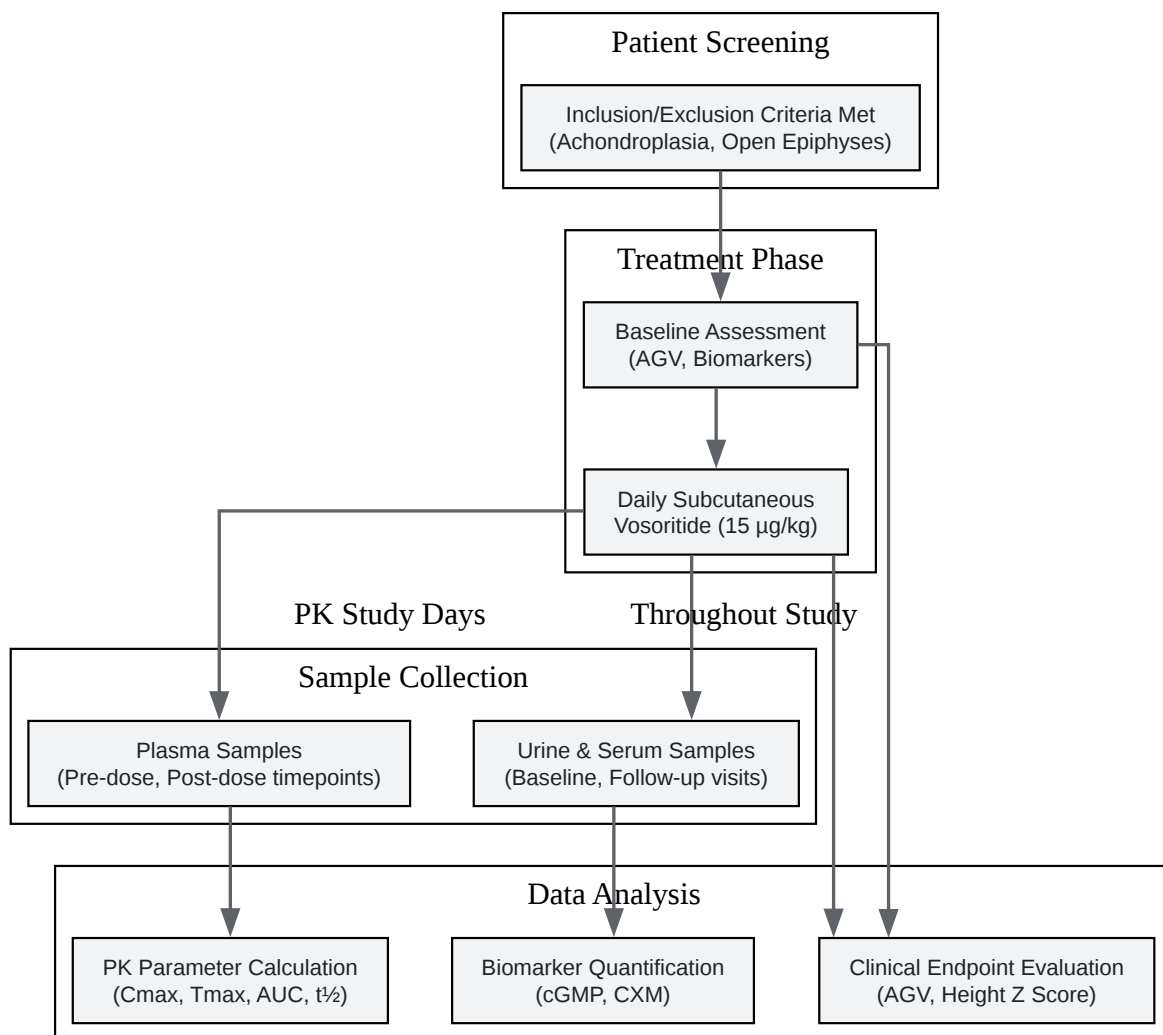 Patient Screening
Inclusion/Exclusion Criteria Met
(Achondroplasia, Open Epiphyses)
Treatment Phase
Baseline Assessment
(AGV, Biomarkers)
Daily Subcutaneous
Vosoritide (15 µg/kg)
PK Study Days
Throughout Study
Sample Collection
Plasma Samples
(Pre-dose, Post-dose timepoints)
Urine & Serum Samples
(Baseline, Follow-up visits)
Data Analysis
PK Parameter Calculation
(Cmax, Tmax, AUC, t½)
Biomarker Quantification
(cGMP, CXM)
Clinical Endpoint Evaluation
(AGV, Height Z Score)